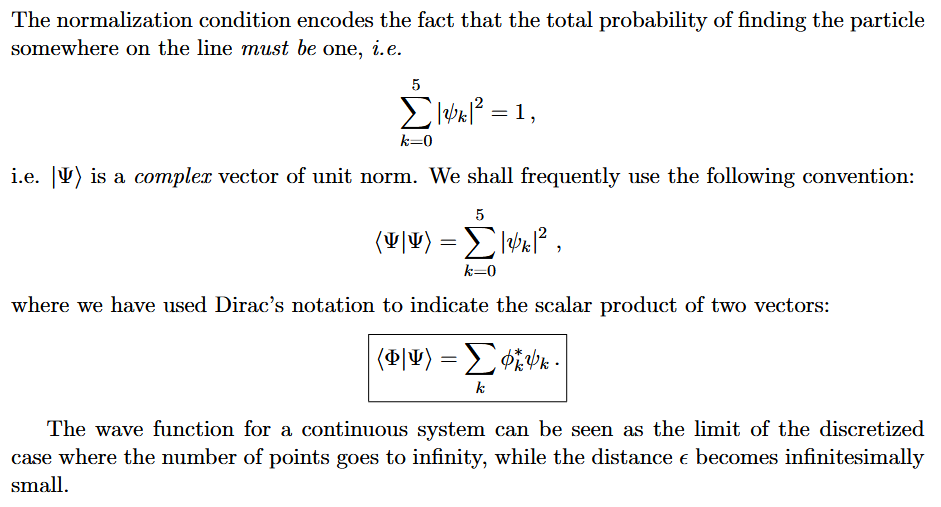 The normalization condition encodes the fact that the total probability of finding the particle
somewhere on the line must be one, i.e.
$$\sum_{k=0}^{5} |\psi_k|^2 = 1 ,$$
i.e. $|\Psi\rangle$ is a complex vector of unit norm. We shall frequently use the following convention:
$$\langle\Psi|\Psi\rangle = \sum_{k=0}^{5} |\psi_k|^2 ,$$
where we have used Dirac's notation to indicate the scalar product of two vectors:
$$\langle\Phi|\Psi\rangle = \sum_{k} \phi_k^* \psi_k .$$
The wave function for a continuous system can be seen as the limit of the discretized
case where the number of points goes to infinity, while the distance $\epsilon$ becomes infinitesimally
small.